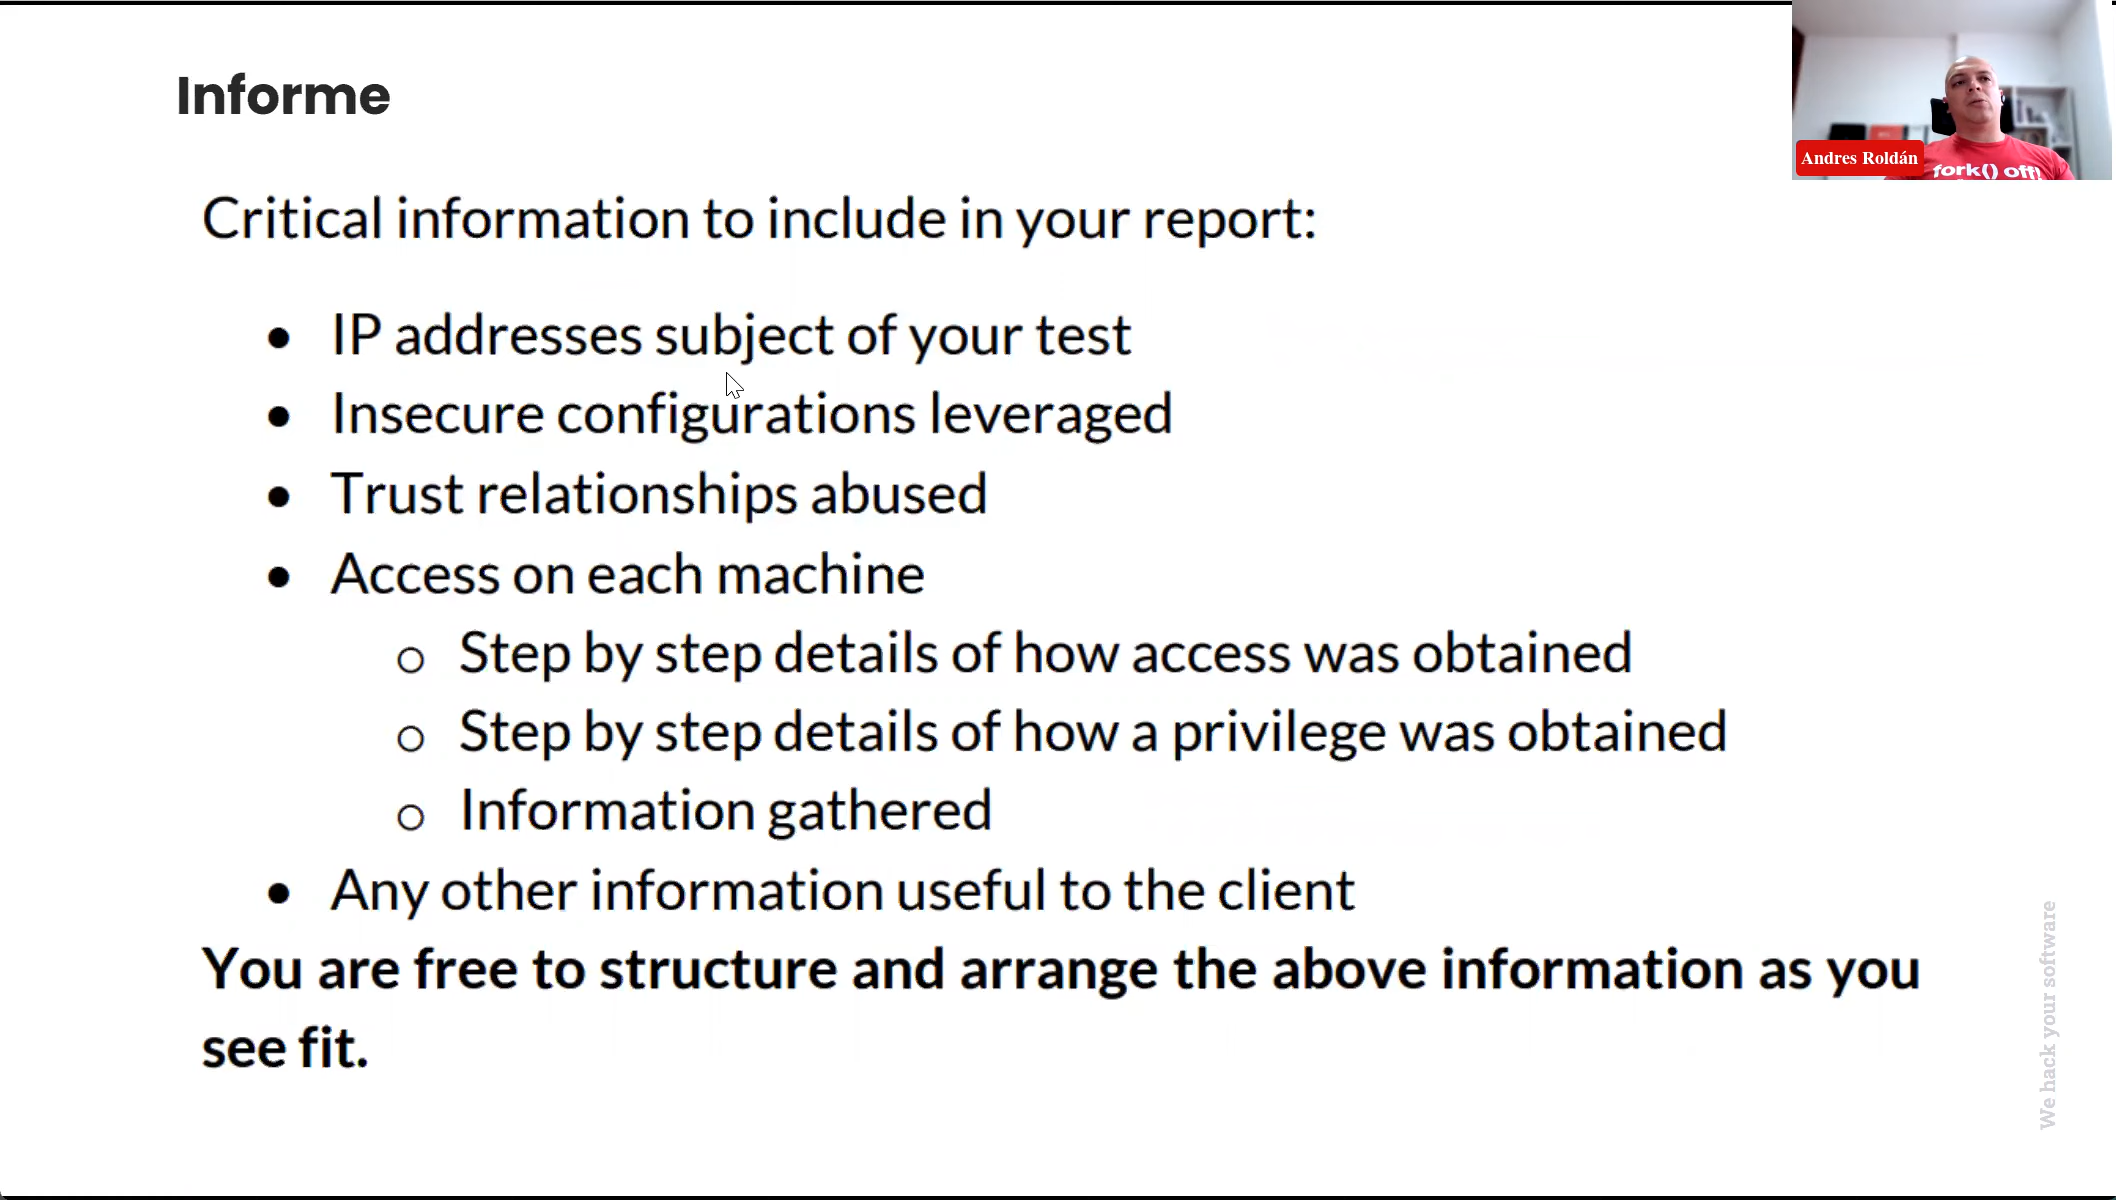 Informe
Andres Roldán
fork() off!
Critical information to include in your report:
• IP addresses subject of your test
• Insecure configurations leveraged
• Trust relationships abused
• Access on each machine
o Step by step details of how access was obtained
o Step by step details of how a privilege was obtained
o Information gathered
• Any other information useful to the client
You are free to structure and arrange the above information as you
see fit.
We hack your software